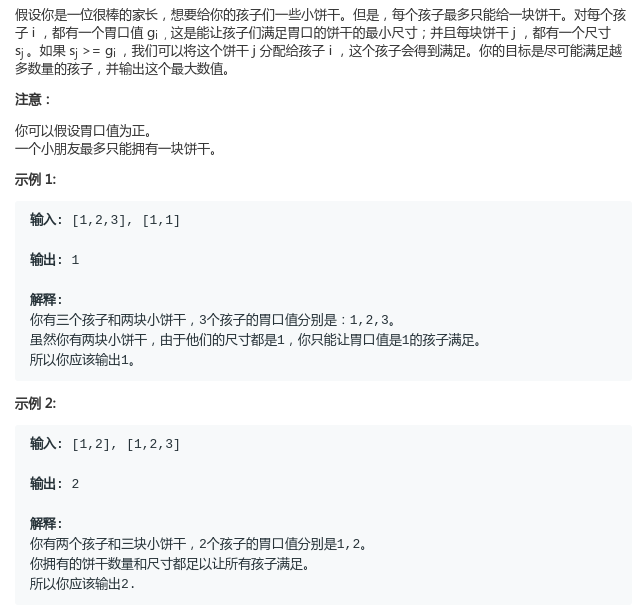 假设你是一位很棒的家长，想要给你的孩子们一些小饼干。但是，每个孩子最多只能给一块饼干。对每个孩
子 i ，都有一个胃口值 gi ，这是能让孩子们满足胃口的饼干的最小尺寸；并且每块饼干 j ，都有一个尺寸
sj 。如果 sj >= gi ，我们可以将这个饼干 j 分配给孩子 i ，这个孩子会得到满足。你的目标是尽可能满足越
多数量的孩子，并输出这个最大数值。
注意：
你可以假设胃口值为正。
一个小朋友最多只能拥有一块饼干。
示例 1:
输入: [1,2,3], [1,1]
输出: 1
解释:
你有三个孩子和两块小饼干，3个孩子的胃口值分别是：1,2,3。
虽然你有两块小饼干，由于他们的尺寸都是1，你只能让胃口值是1的孩子满足。
所以你应该输出1。
示例 2:
输入: [1,2], [1,2,3]
输出: 2
解释:
你有两个孩子和三块小饼干，2个孩子的胃口值分别是1,2。
你拥有的饼干数量和尺寸都足以让所有孩子满足。
所以你应该输出2.